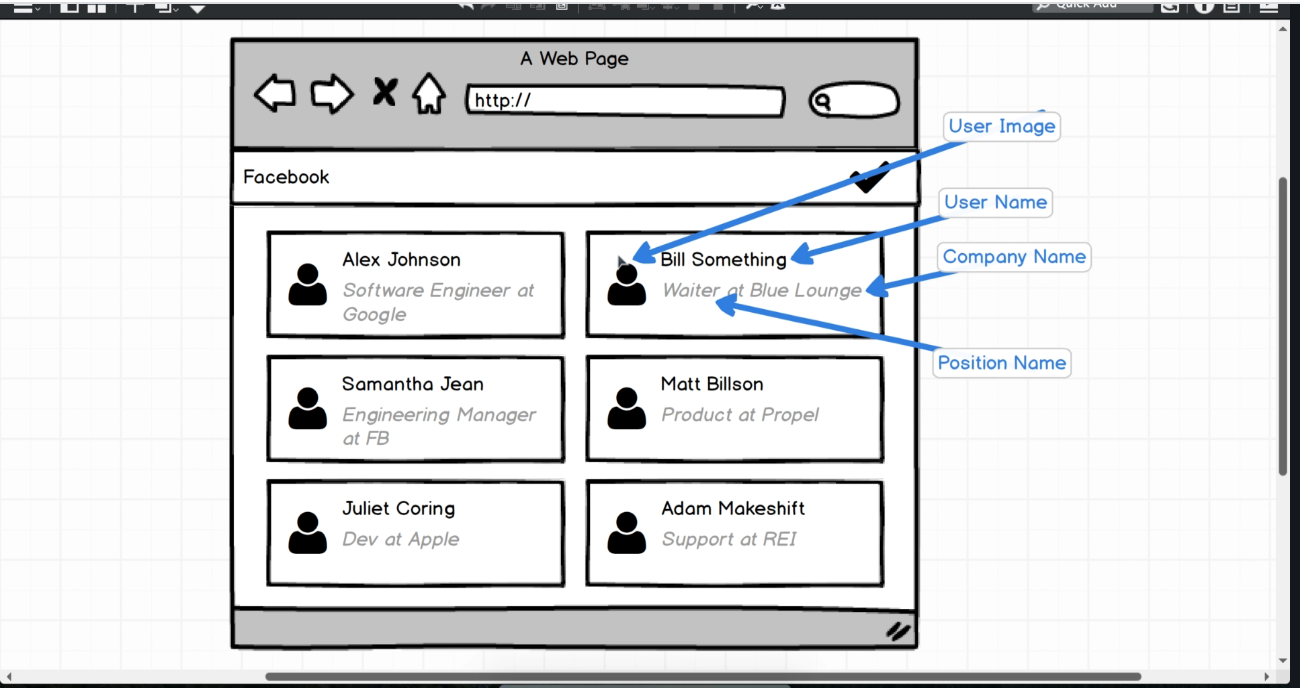 Quick Add
A Web Page
http://
User Image
Facebook
User Name
Alex Johnson
Software Engineer at
Google
Bill Something
Waiter at Blue Lounge
Company Name
Position Name
Samantha Jean
Engineering Manager
at FB
Matt Billson
Product at Propel
Juliet Coring
Dev at Apple
Adam Makeshift
Support at REI